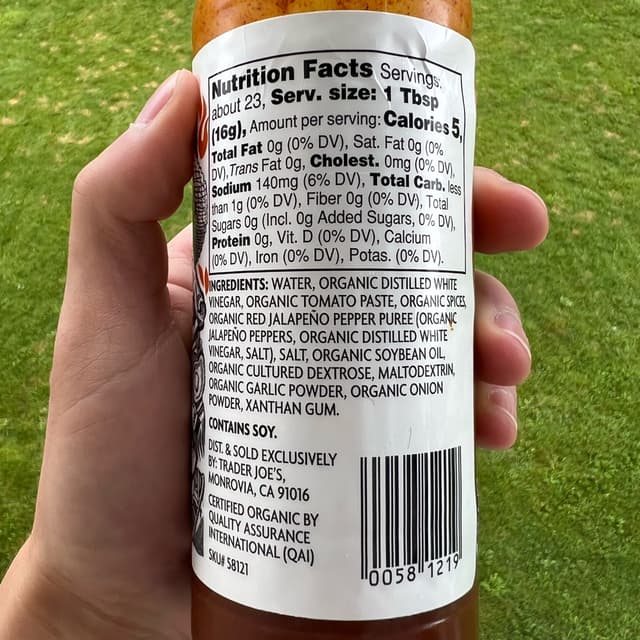 Nutrition Facts Servings:
about 23, Serv. size: 1 Tbsp
(16g), Amount per serving: Calories 5,
Total Fat 0g (0% DV), Sat. Fat 0g (0%
DV), Trans Fat 0g, Cholest. 0mg (0% DV),
Sodium 140mg (6% DV), Total Carb. less
than 1g (0% DV), Fiber 0g (0% DV), Total
Sugars 0g (Incl. 0g Added Sugars, 0% DV),
Protein 0g, Vit. D (0% DV), Calcium
(0% DV), Iron (0% DV), Potas. (0% DV).
INGREDIENTS: WATER, ORGANIC DISTILLED WHITE
VINEGAR, ORGANIC TOMATO PASTE, ORGANIC SPICES,
ORGANIC RED JALAPEÑO PEPPER PUREE (ORGANIC
JALAPEÑO PEPPERS, ORGANIC DISTILLED WHITE
VINEGAR, SALT), SALT, ORGANIC SOYBEAN OIL,
ORGANIC CULTURED DEXTROSE, MALTODEXTRIN,
ORGANIC GARLIC POWDER, ORGANIC ONION
POWDER, XANTHAN GUM.
CONTAINS SOY.
DIST. & SOLD EXCLUSIVELY
BY: TRADER JOE'S,
MONROVIA, CA 91016
CERTIFIED ORGANIC BY
QUALITY ASSURANCE
INTERNATIONAL (QAI)
SKU# 58121
0058 1219